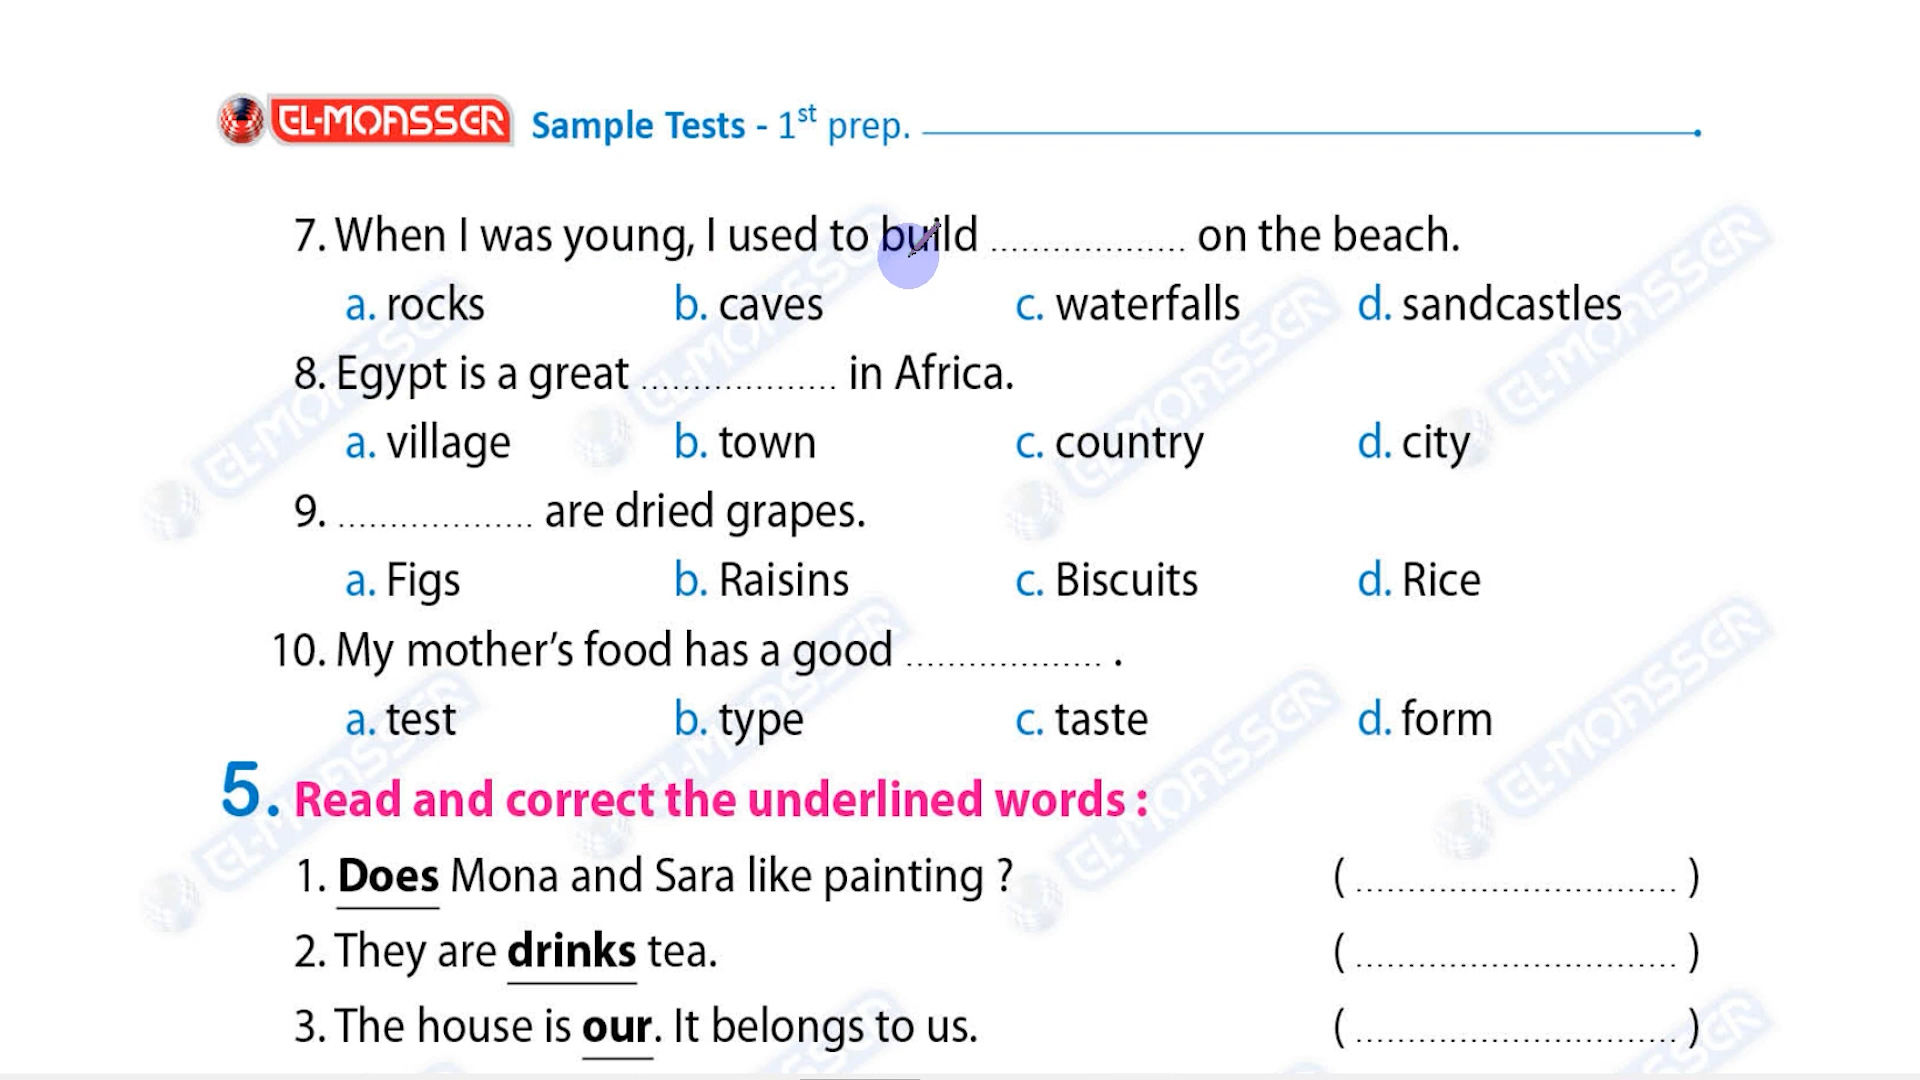 EL-MOASSER Sample Tests - 1st prep.
7. When I was young, I used to build ................... on the beach.
a. rocks b. caves c. waterfalls d. sandcastles
8. Egypt is a great ................... in Africa.
a. village b. town c. country d. city
9. ................... are dried grapes.
a. Figs b. Raisins c. Biscuits d. Rice
10. My mother’s food has a good ................... .
a. test b. type c. taste d. form
5. Read and correct the underlined words :
1. Does Mona and Sara like painting ? (...............................)
2. They are drinks tea. (...............................)
3. The house is our. It belongs to us. (...............................)